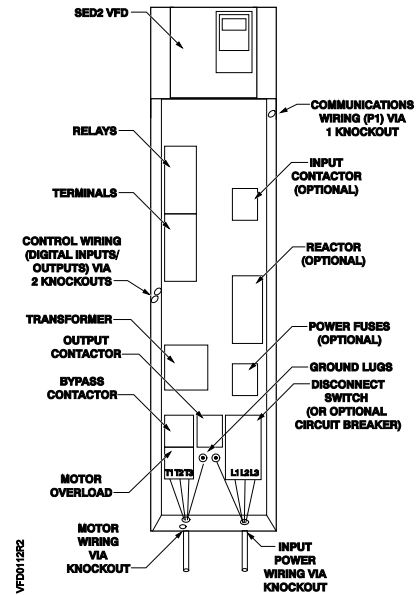 SED2 VFD
COMMUNICATIONS
WIRING (P1) VIA
1 KNOCKOUT
RELAYS
INPUT
CONTACTOR
(OPTIONAL)
TERMINALS
CONTROL WIRING
(DIGITAL INPUTS/
OUTPUTS) VIA
2 KNOCKOUTS
REACTOR
(OPTIONAL)
TRANSFORMER
POWER FUSES
(OPTIONAL)
OUTPUT
CONTACTOR
GROUND LUGS
BYPASS
CONTACTOR
DISCONNECT
SWITCH
(OR OPTIONAL
CIRCUIT BREAKER)
T1 T2 T3
L1 L2 L3
MOTOR
OVERLOAD
MOTOR
WIRING
VIA
KNOCKOUT
INPUT
POWER
WIRING VIA
KNOCKOUT
VFD0112R2